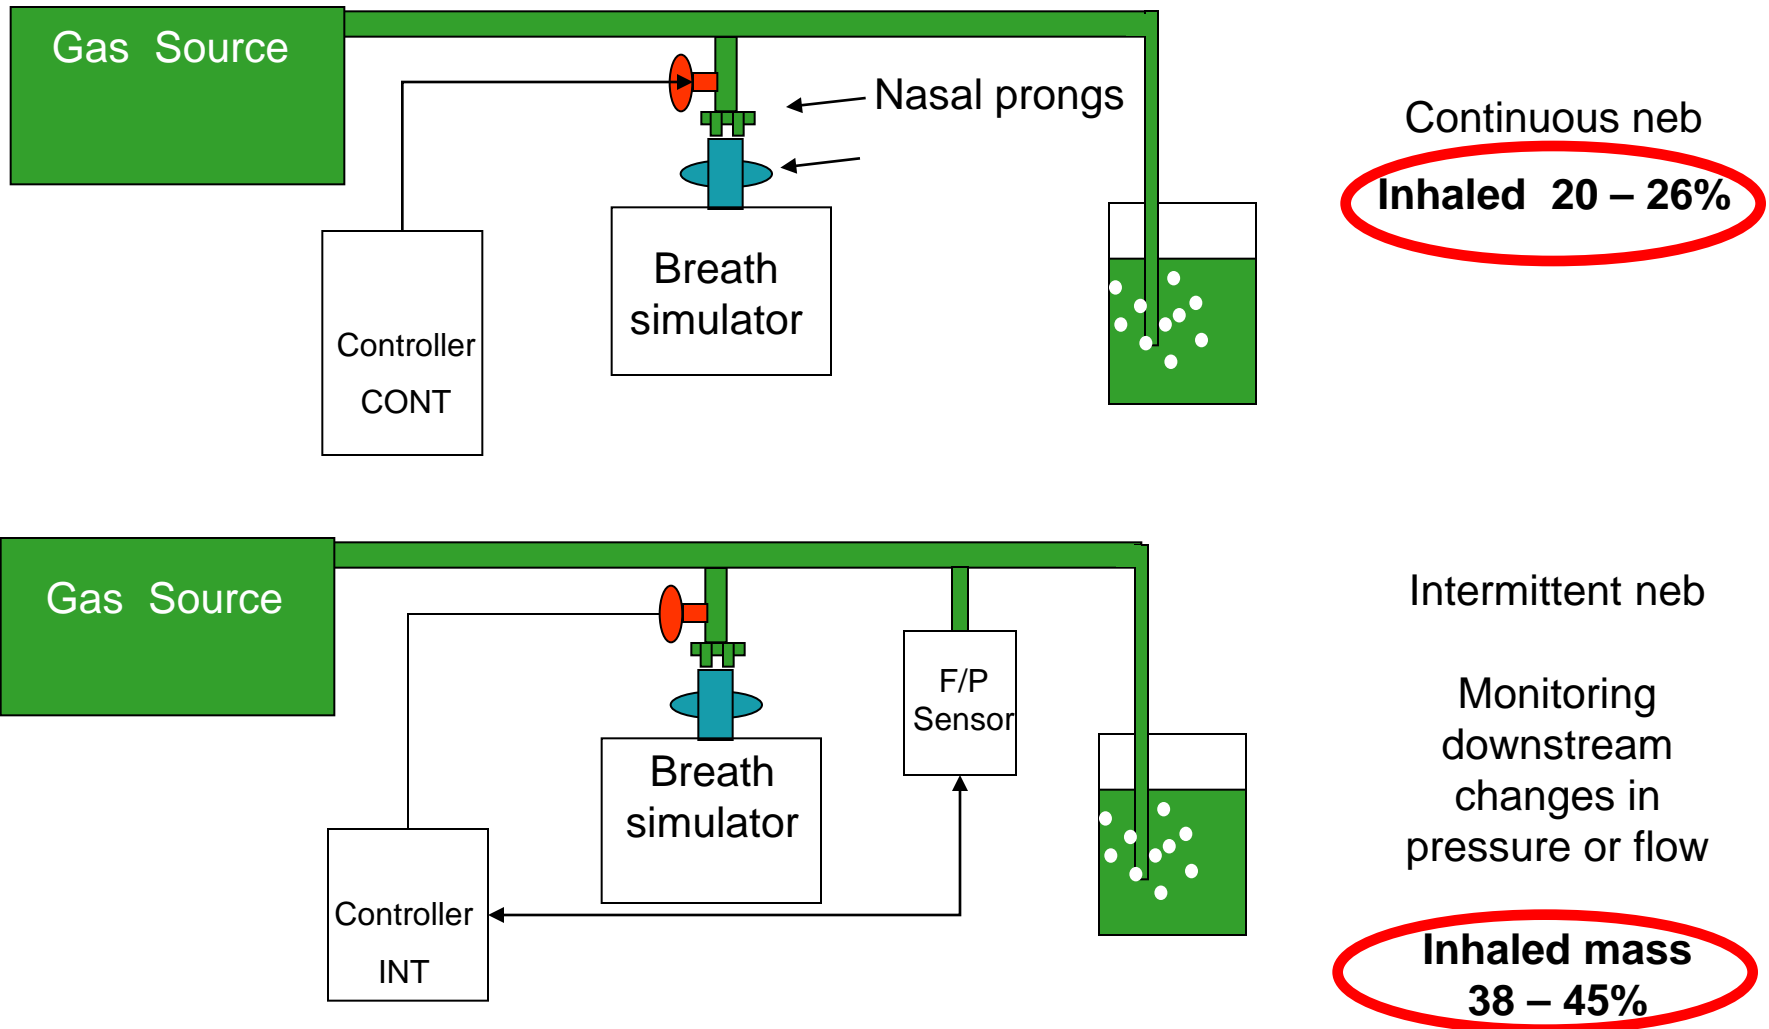 Gas Source
Nasal prongs
Breath
simulator
Controller
CONT
Continuous neb
Inhaled 20 – 26%
Gas Source
Breath
simulator
F/P
Sensor
Controller
INT
Intermittent neb
Monitoring
downstream
changes in
pressure or flow
Inhaled mass
38 – 45%